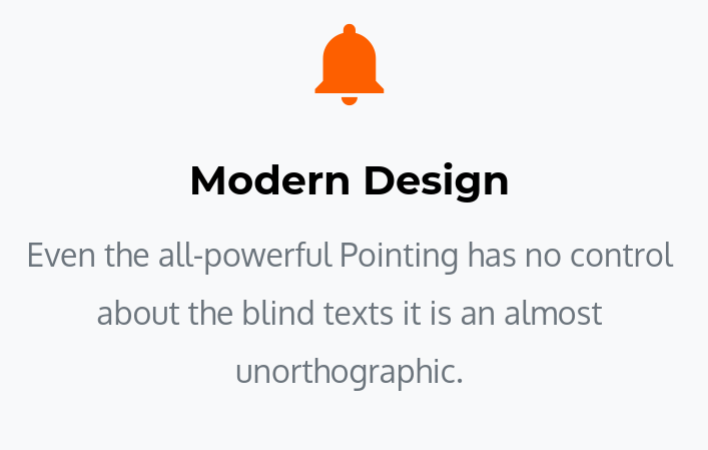 Modern Design
Even the all-powerful Pointing has no control
about the blind texts it is an almost
unorthographic.